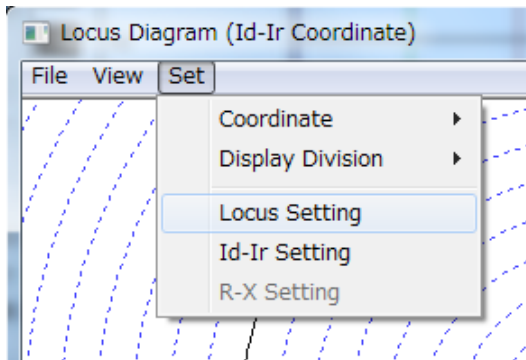 Locus Diagram (Id-Ir Coordinate)
File View Set
Coordinate
Display Division
Locus Setting
Id-Ir Setting
R-X Setting